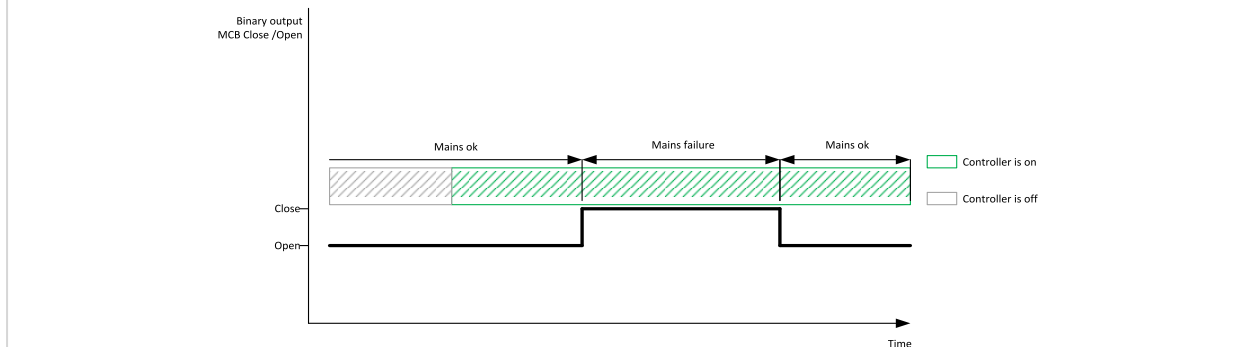 Binary output
MCB Close /Open
Mains ok
Mains failure
Mains ok
Controller is on
Controller is off
Close
Open
Time